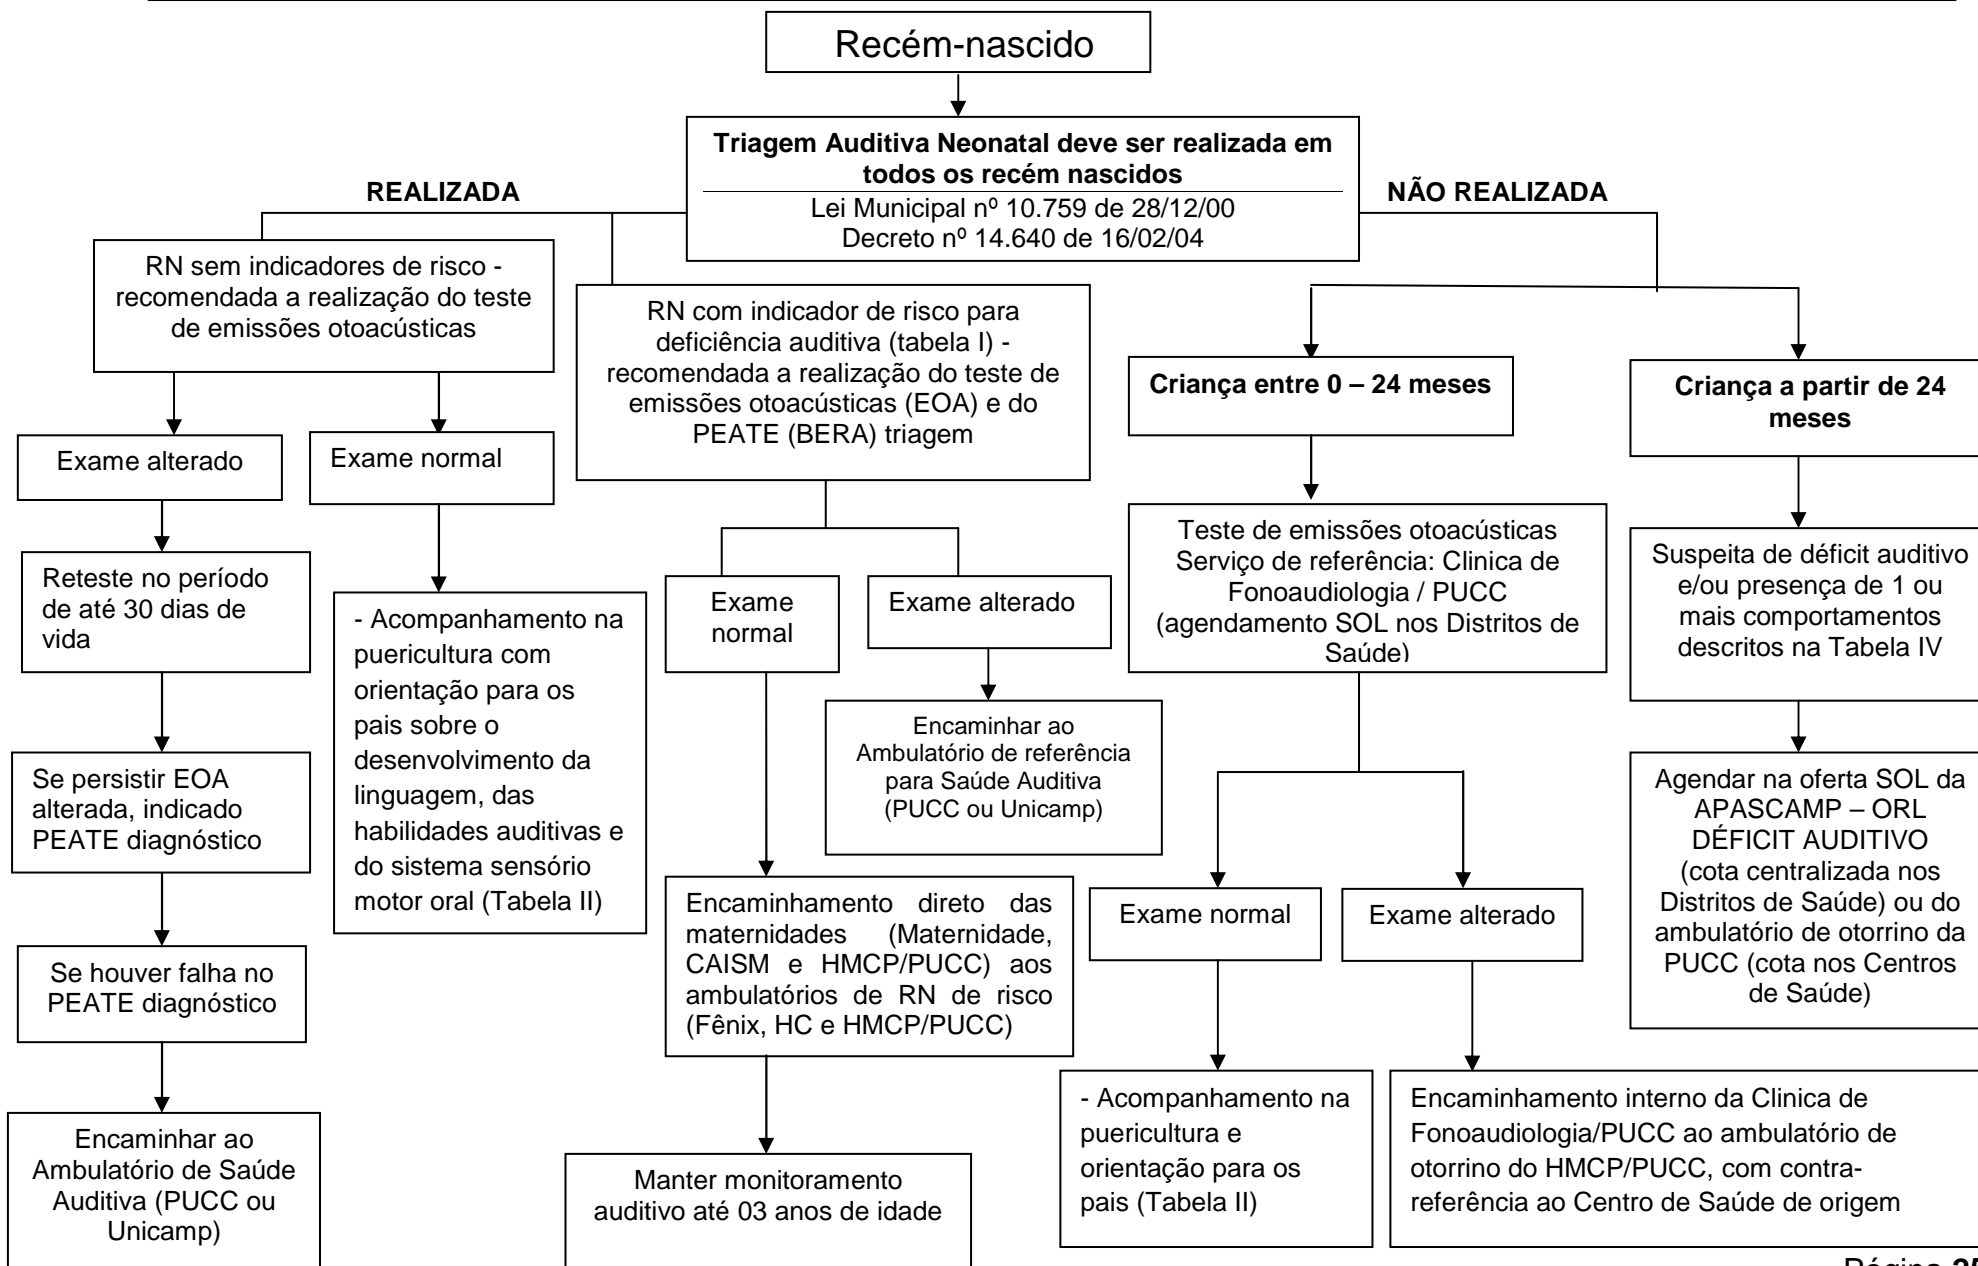 Recém-nascido
Triagem Auditiva Neonatal deve ser realizada em
todos os recém nascidos
Lei Municipal nº 10.759 de 28/12/00
Decreto nº 14.640 de 16/02/04
REALIZADA
NÃO REALIZADA
RN sem indicadores de risco -
recomendada a realização do teste
de emissões otoacústicas
RN com indicador de risco para
deficiência auditiva (tabela I) -
recomendada a realização do teste de
emissões otoacústicas (EOA) e do
PEATE (BERA) triagem
Criança entre 0 – 24 meses
Criança a partir de 24
meses
Exame alterado
Exame normal
Reteste no período
de até 30 dias de
vida
- Acompanhamento na
puericultura com
orientação para os
pais sobre o
desenvolvimento da
linguagem, das
habilidades auditivas e
do sistema sensório
motor oral (Tabela II)
Se persistir EOA
alterada, indicado
PEATE diagnóstico
Se houver falha no
PEATE diagnóstico
Encaminhar ao
Ambulatório de Saúde
Auditiva (PUCC ou
Unicamp)
Exame
normal
Exame alterado
Encaminhar ao
Ambulatório de referência
para Saúde Auditiva
(PUCC ou Unicamp)
Encaminhamento direto das
maternidades (Maternidade,
CAISM e HMCP/PUCC) aos
ambulatórios de RN de risco
(Fênix, HC e HMCP/PUCC)
Manter monitoramento
auditivo até 03 anos de idade
Teste de emissões otoacústicas
Serviço de referência: Clinica de
Fonoaudiologia / PUCC
(agendamento SOL nos Distritos de
Saúde)
Exame normal
Exame alterado
- Acompanhamento na
puericultura e
orientação para os
pais (Tabela II)
Encaminhamento interno da Clinica de
Fonoaudiologia/PUCC ao ambulatório de
otorrino do HMCP/PUCC, com contra-
referência ao Centro de Saúde de origem
Suspeita de déficit auditivo
e/ou presença de 1 ou
mais comportamentos
descritos na Tabela IV
Agendar na oferta SOL da
APASCAMP – ORL
DÉFICIT AUDITIVO
(cota centralizada nos
Distritos de Saúde) ou do
ambulatório de otorrino da
PUCC (cota nos Centros
de Saúde)
Página